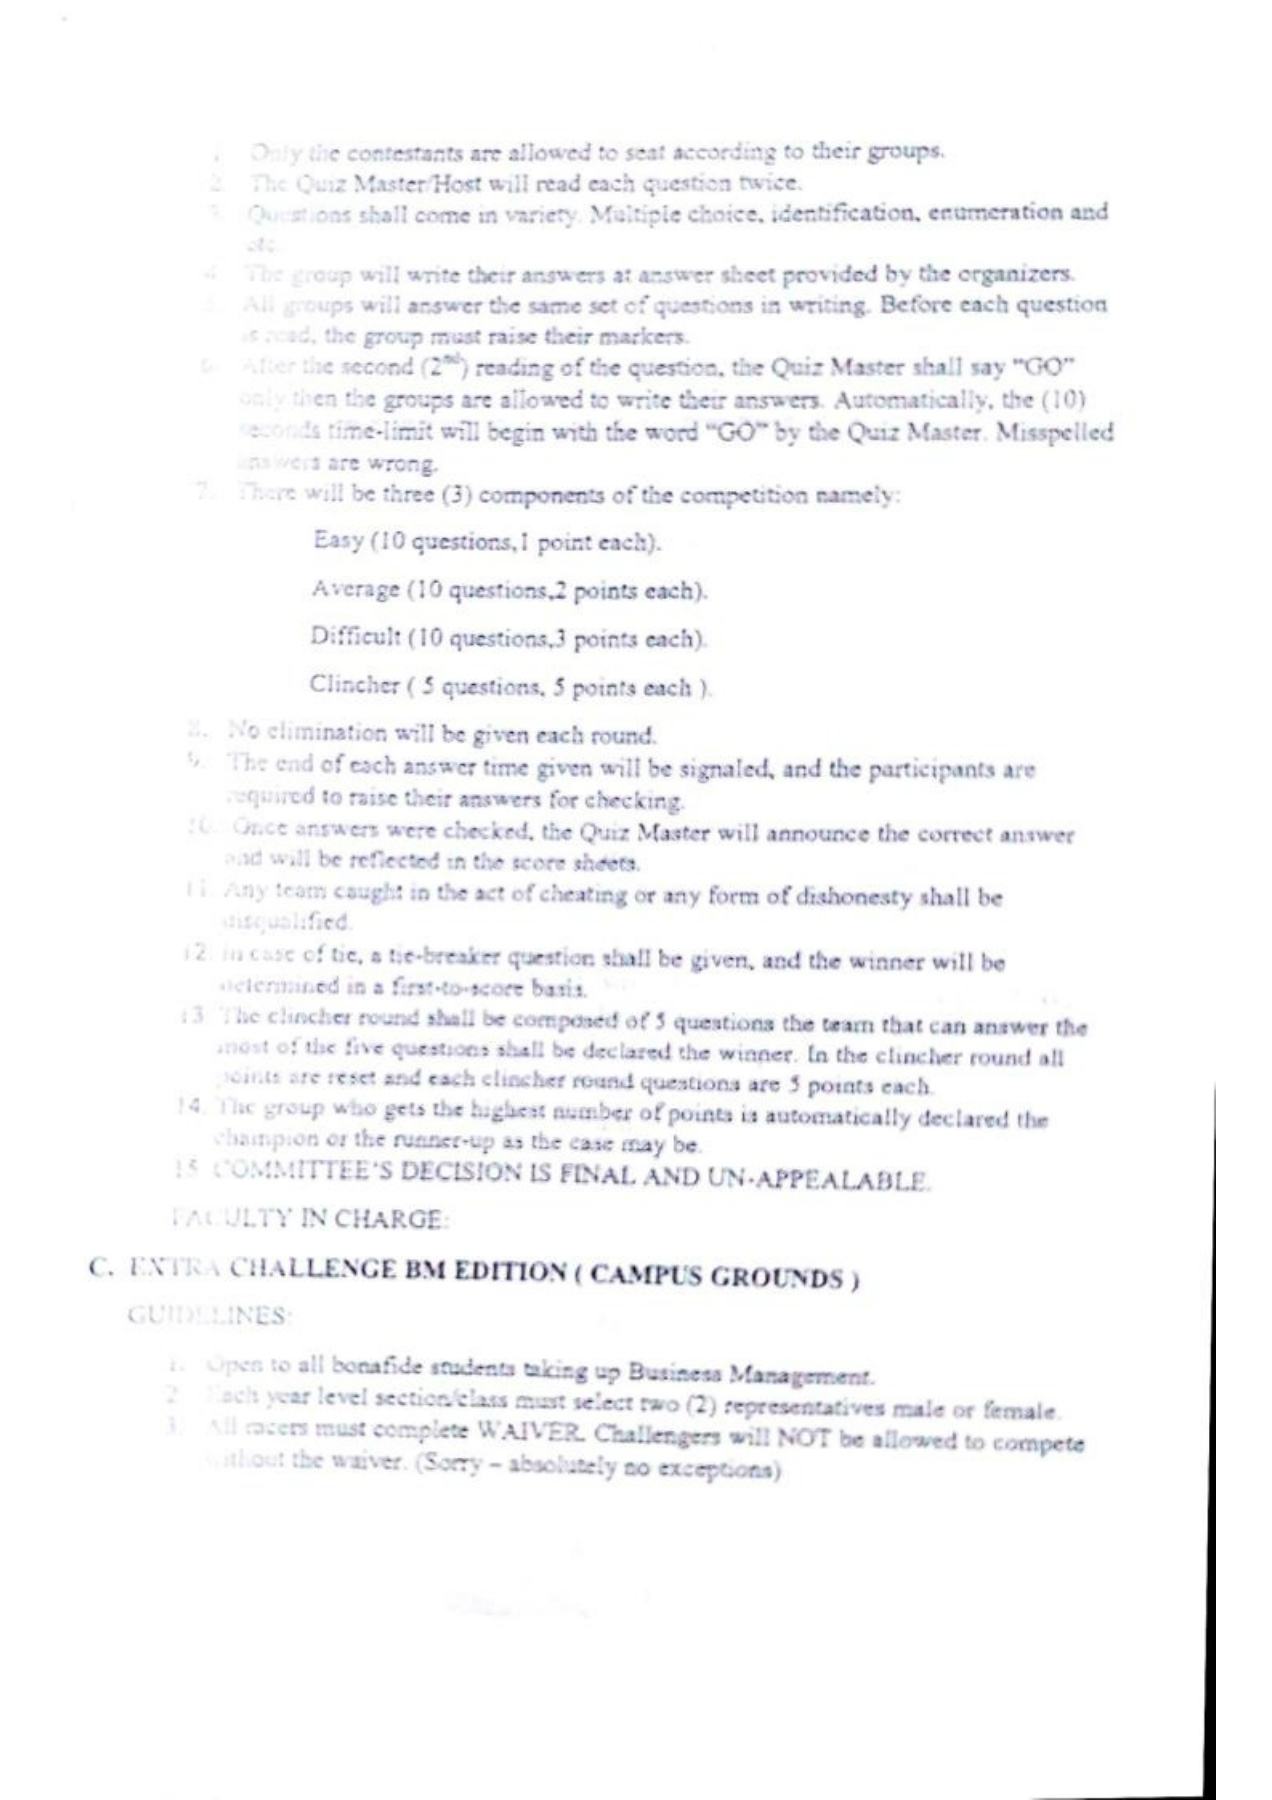 1. Only the contestants are allowed to seat according to their groups.
2. The Quiz Master/Host will read each question twice.
3. Questions shall come in variety. Multiple choice, identification, enumeration and
etc.
4. The group will write their answers at answer sheet provided by the organizers.
5. All groups will answer the same set of questions in writing. Before each question
is read, the group must raise their markers.
6. After the second (2nd) reading of the question, the Quiz Master shall say "GO"
only then the groups are allowed to write their answers. Automatically, the (10)
seconds time-limit will begin with the word "GO" by the Quiz Master. Misspelled
answers are wrong.
7. There will be three (3) components of the competition namely:
Easy (10 questions,1 point each).
Average (10 questions,2 points each).
Difficult (10 questions,3 points each).
Clincher ( 5 questions, 5 points each ).
8. No elimination will be given each round.
9. The end of each answer time given will be signaled, and the participants are
required to raise their answers for checking.
10. Once answers were checked, the Quiz Master will announce the correct answer
and will be reflected in the score sheets.
11. Any team caught in the act of cheating or any form of dishonesty shall be
disqualified.
12. In case of tie, a tie-breaker question shall be given, and the winner will be
determined in a first-to-score basis.
13. The clincher round shall be composed of 5 questions the team that can answer the
most of the five questions shall be declared the winner. In the clincher round all
points are reset and each clincher round questions are 5 points each.
14. The group who gets the highest number of points is automatically declared the
champion or the runner-up as the case may be.
15. COMMITTEE'S DECISION IS FINAL AND UN-APPEALABLE.
FACULTY IN CHARGE:
C. EXTRA CHALLENGE BM EDITION ( CAMPUS GROUNDS )
GUIDELINES:
1. Open to all bonafide students taking up Business Management.
2. Each year level section/class must select two (2) representatives male or female.
3. All racers must complete WAIVER. Challengers will NOT be allowed to compete
without the waiver. (Sorry – absolutely no exceptions)